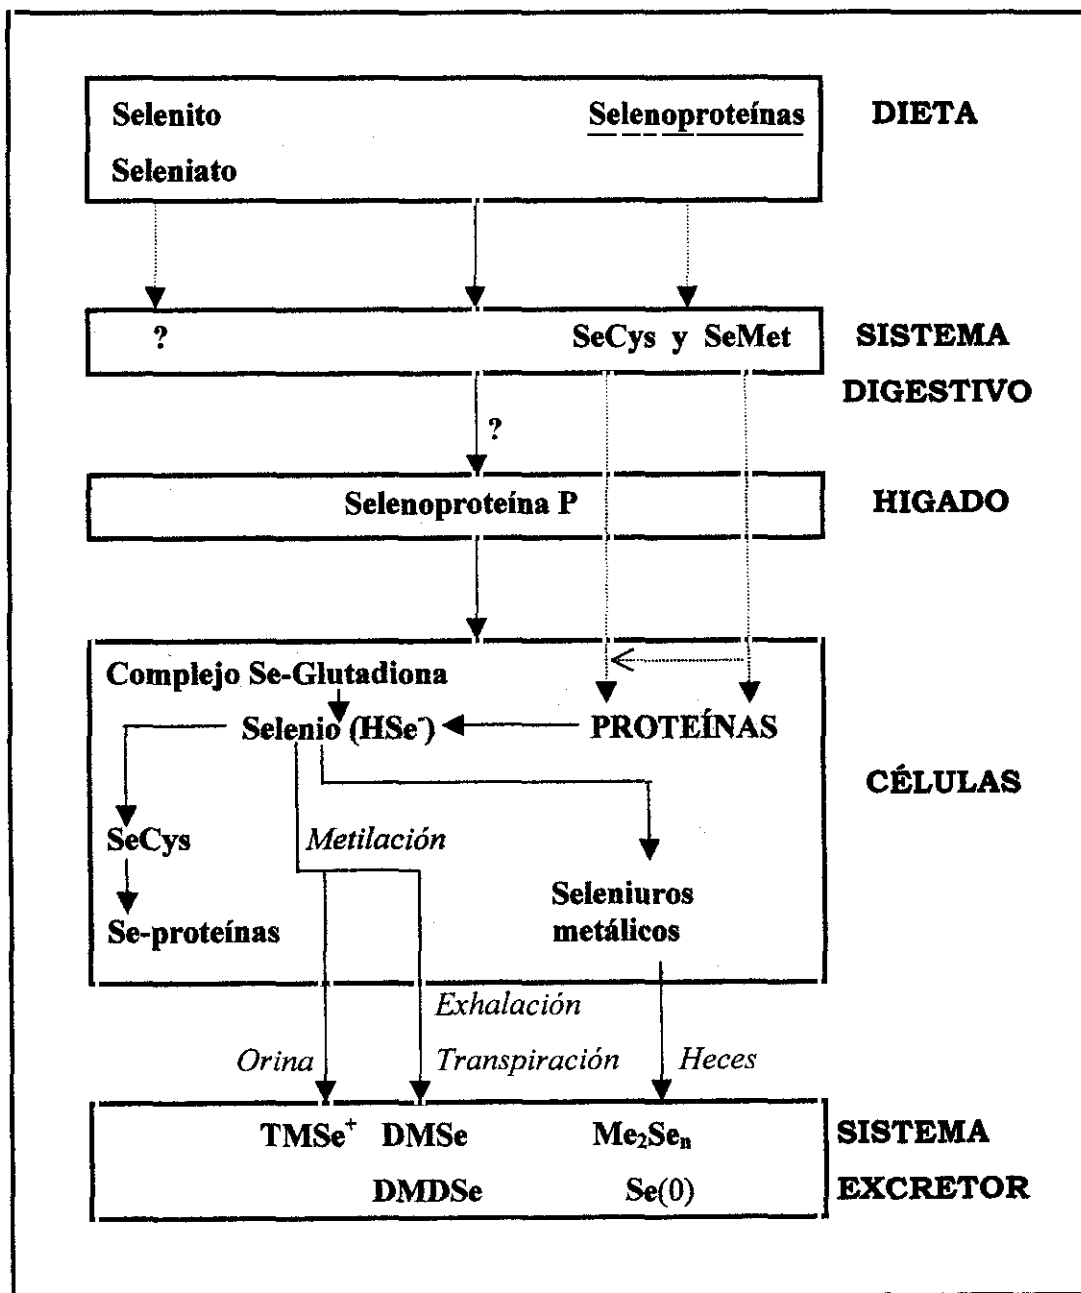 Selenito Selenoproteínas DIETA
Seleniato
? SeCys y SeMet SISTEMA
DIGESTIVO
?
Selenoproteína P HIGADO
Complejo Se-Glutadiona
Selenio (HSe⁻) PROTEÍNAS
CÉLULAS
SeCys Metilación
Seleniuros
metálicos
Se-proteínas
Exhalación
Orina Transpiración Heces
TMSe⁺ DMSe Me₂Seₙ SISTEMA
DMDSe Se(0) EXCRETOR